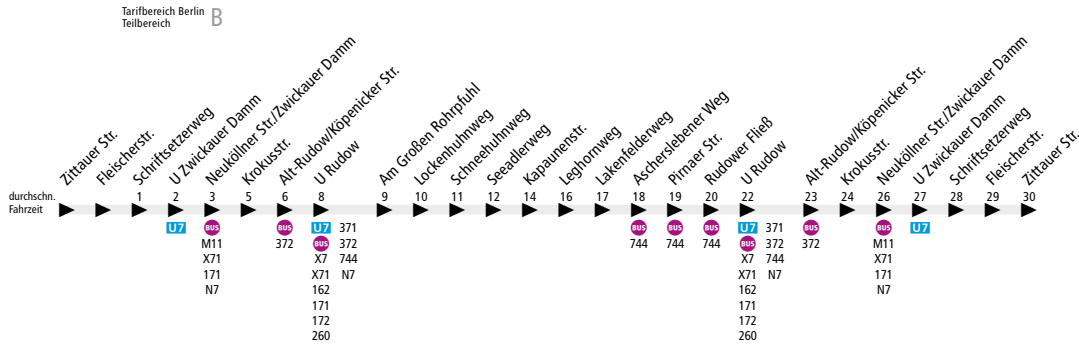 Tarifbereich Berlin
Teilbereich
B
Zittauer Str.
Fleischerstr.
Schriftsetzerweg
U Zwickauer Damm
Neuköllner Str./Zwickauer Damm
Krokusstr.
Alt-Rudow/Köpenicker Str.
U Rudow
Am Großen Rohrpfuhl
Lockenhuhnweg
Schneehuhnweg
Seeadlerweg
Kapaunenstr.
Leghornweg
Lakenfelderweg
Ascherslebener Weg
Pirnaer Str.
Rudower Fließ
U Rudow
Alt-Rudow/Köpenicker Str.
Krokusstr.
Neuköllner Str./Zwickauer Damm
U Zwickauer Damm
Schriftsetzerweg
Fleischerstr.
Zittauer Str.
durchschn.
Fahrzeit
1 2 3 5 6 8 9 10 11 12 14 16 17 18 19 20 22 23 24 26 27 28 29 30
U7
BUS
M11
X71
171
N7
BUS
372
U7 371
BUS 372
X7 744
X71 N7
162
171
172
260
BUS
744
BUS
744
BUS
744
U7 371
BUS 372
X7 744
X71 N7
162
171
172
260
BUS
372
BUS
M11
X71
171
N7
U7